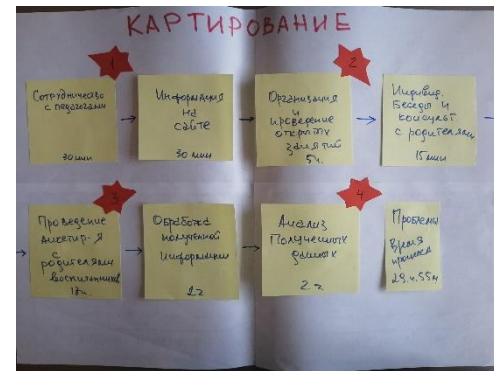 КАРТИРОВАНИЕ
1
Сотрудничество
с педагогами
30 мин
Информация
на
сайте
30 мин
2
Организация
и
проведение
открытых
занятий
5 ч.
Индивид.
Беседы и
консульт
с родителями
15 мин
3
Проведение
Анкетир-я
с
родителями
воспитанников
17ч.
Обработка
полученной
информации
2ч
4
Анализ
Полученных
данных
2 ч
Проблемы
Время
процесса
29.ч.55м